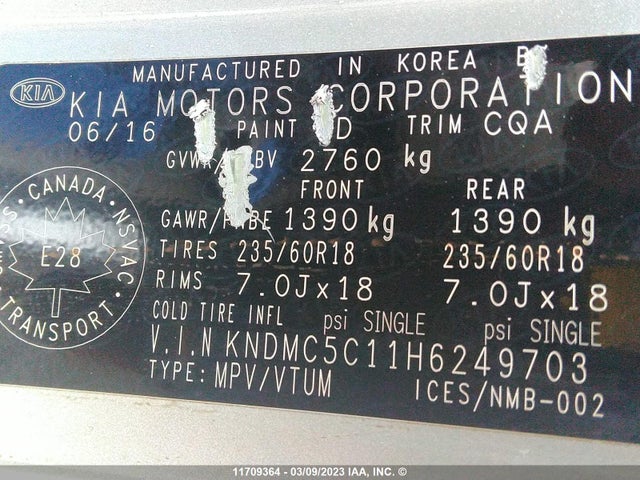 MANUFACTURED IN KOREA
KIA
KIA MOTORS CORPORATION
06/16 PAINT D TRIM CQA
2760 kg
FRONT REAR
1390 kg 1390 kg
TIRES 235/60R18 235/60R18
RIMS 7.0Jx18 7.0Jx18
COLD TIRE INFL psi SINGLE psi SINGLE
V.I.N KNDMC5C11H6249703
TYPE: MPV/VTUM ICES/NMB-002
CANADA NSVAC
E28
TRANSPORT
11709364 - 03/09/2023 IAA, INC. ©